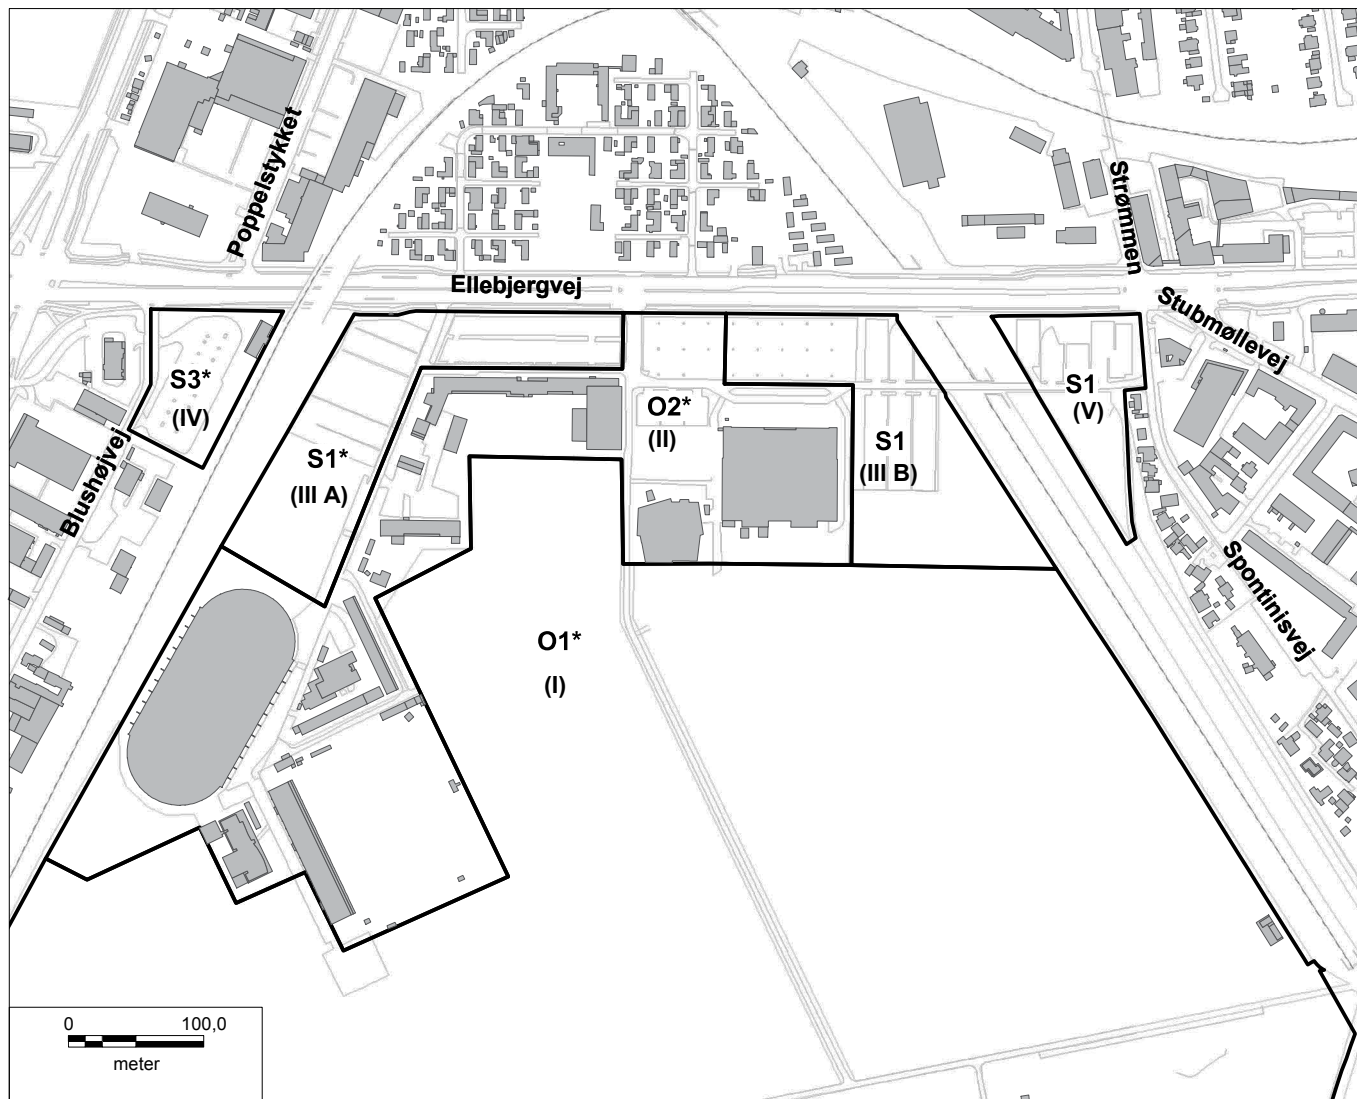 Poppelstykket
Strømmen
Ellebjergvej
Stubmøllevej
S3*
(IV)
S1*
(III A)
O2*
(II)
S1
(III B)
S1
(V)
Blushøjvej
Spontinisvej
O1*
(I)
0 100,0
meter